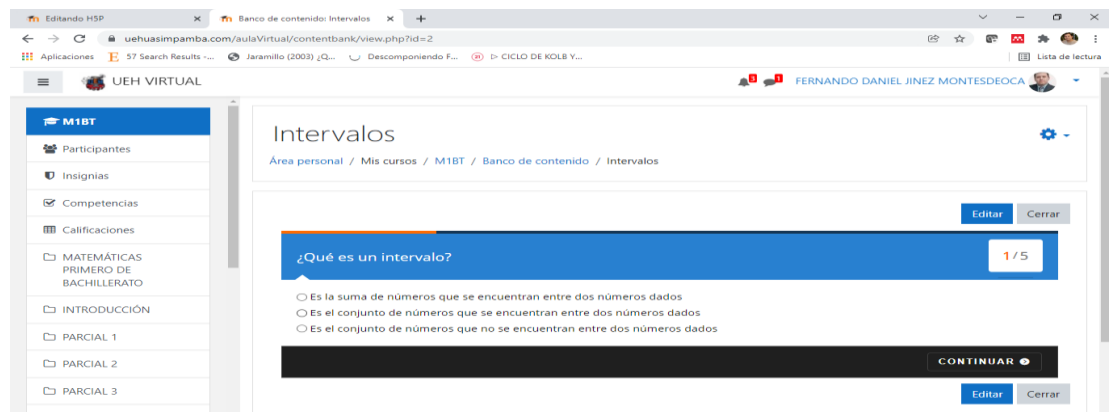 Editando H5P
Banco de contenido: Intervalos
uehuasimpamba.com/aulaVirtual/contentbank/view.php?id=2
Aplicaciones
57 Search Results -...
Jaramillo (2003) ¿Q...
Descomponiendo F...
▷ CICLO DE KOLB Y...
Lista de lectura
UEH VIRTUAL
3
1
FERNANDO DANIEL JINEZ MONTESDEOCA
M1BT
Participantes
Insignias
Competencias
Calificaciones
MATEMÁTICAS
PRIMERO DE
BACHILLERATO
INTRODUCCIÓN
PARCIAL 1
PARCIAL 2
PARCIAL 3
Intervalos
Área personal / Mis cursos / M1BT / Banco de contenido / Intervalos
Editar Cerrar
¿Qué es un intervalo?
1 / 5
Es la suma de números que se encuentran entre dos números dados
Es el conjunto de números que se encuentran entre dos números dados
Es el conjunto de números que no se encuentran entre dos números dados
CONTINUAR
Editar Cerrar